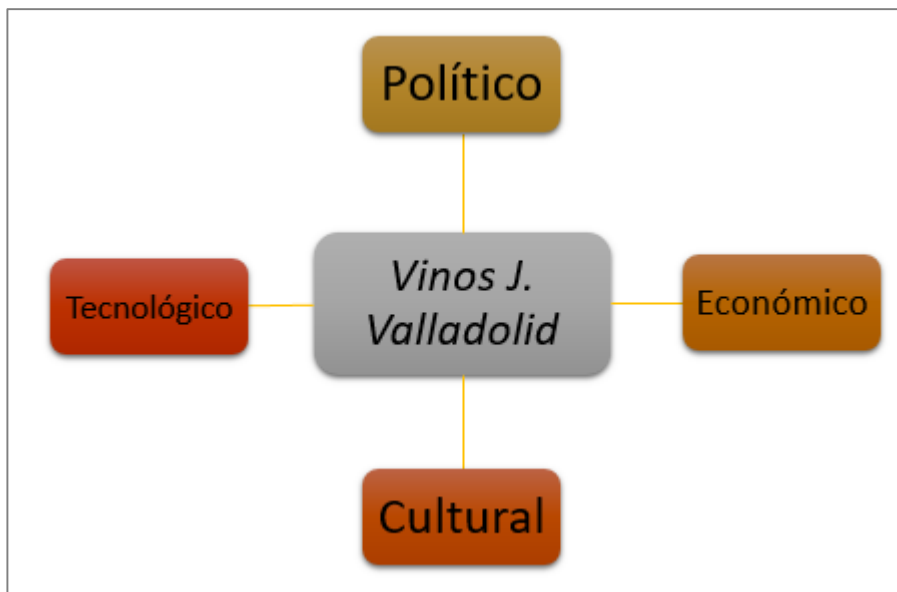 Político
Tecnológico
Vinos J.
Valladolid
Económico
Cultural